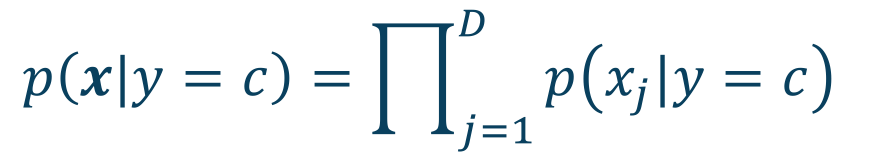 p(𝒙|y = c) = ∏_{j=1}^{D} p(x_j|y = c)